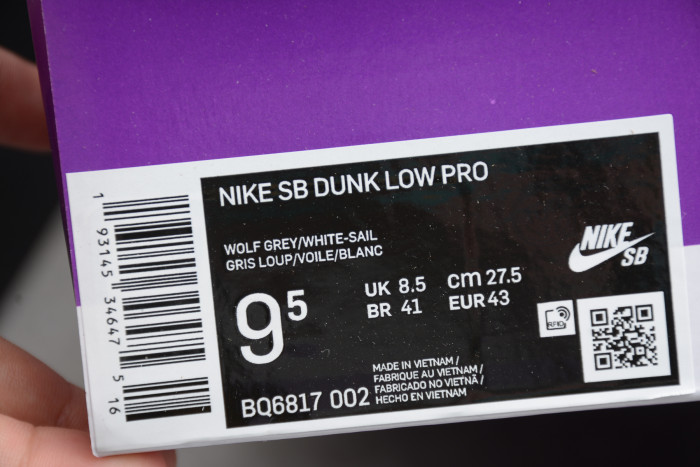 NIKE SB DUNK LOW PRO
WOLF GREY/WHITE-SAIL
GRIS LOUP/VOILE/BLANC
NIKE
SB
9⁵
UK 8.5 cm 27.5
BR 41 EUR 43
RFID
BQ6817 002
MADE IN VIETNAM/
FABRIQUE AU VIETNAM/
FABRICADO NO VIETNÃ/
HECHO EN VIETNAM
1 93145 34647 5 16